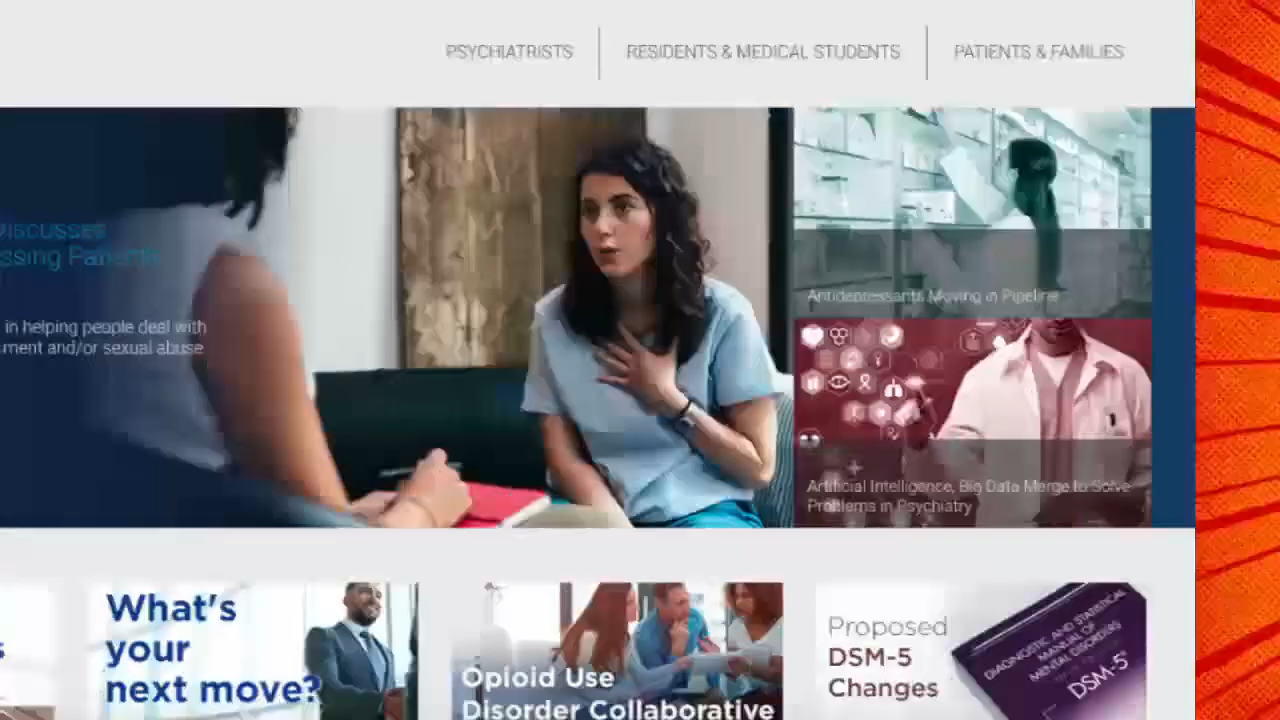 PSYCHIATRISTS
RESIDENTS & MEDICAL STUDENTS
PATIENTS & FAMILIES
in helping people deal with
and/or sexual abuse
Antidepressants Moving in Pipeline
Artificial Intelligence, Big Data Merge to Solve
Problems in Psychiatry
What's
your
next move?
Opioid Use
Disorder Collaborative
Proposed
DSM-5
Changes
DIAGNOSTIC AND STATISTICAL
MANUAL OF
MENTAL DISORDERS
DSM-5